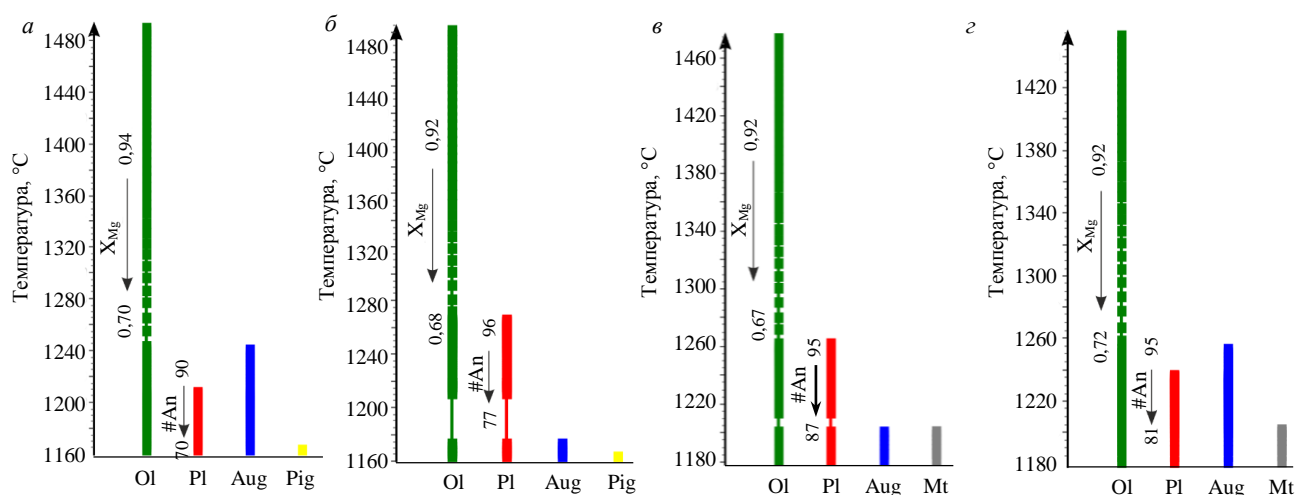 а
Температура, °С
1480
1440
1400
1360
1320
1280
1240
1200
1160
0,94
X_Mg
0,70
90
#An
70
Ol Pl Aug Pig
б
Температура, °С
1480
1440
1400
1360
1320
1280
1240
1200
1160
0,92
X_Mg
0,68
96
#An
77
Ol Pl Aug Pig
в
Температура, °С
1460
1420
1380
1340
1300
1260
1220
1180
0,92
X_Mg
0,67
95
#An
87
Ol Pl Aug Mt
г
Температура, °С
1420
1380
1340
1300
1260
1220
1180
0,92
X_Mg
0,72
95
#An
81
Ol Pl Aug Mt